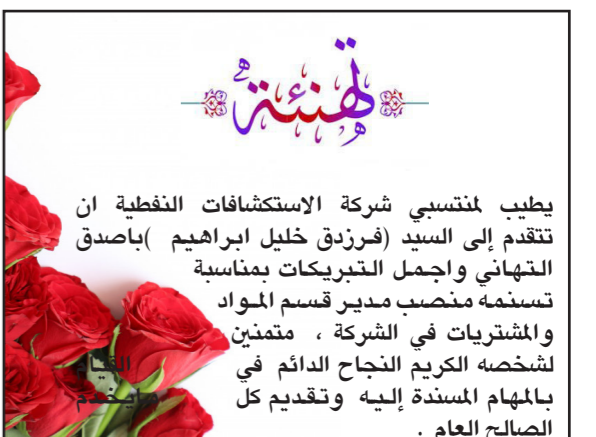 تهنئة
يطيب لمنتسبي شركة الاستكشافات النفطية ان
تتقدم إلى السيد (فرزدق خليل ابراهيم )باصدق
التهاني واجمل التبريكات بمناسبة
تسنمه منصب مدير قسم المواد
والمشتريات في الشركة ، متمنين
لشخصه الكريم النجاح الدائم في القيام
بالمهام المسندة إليه وتقديم كل مايخدم
الصالح العام .